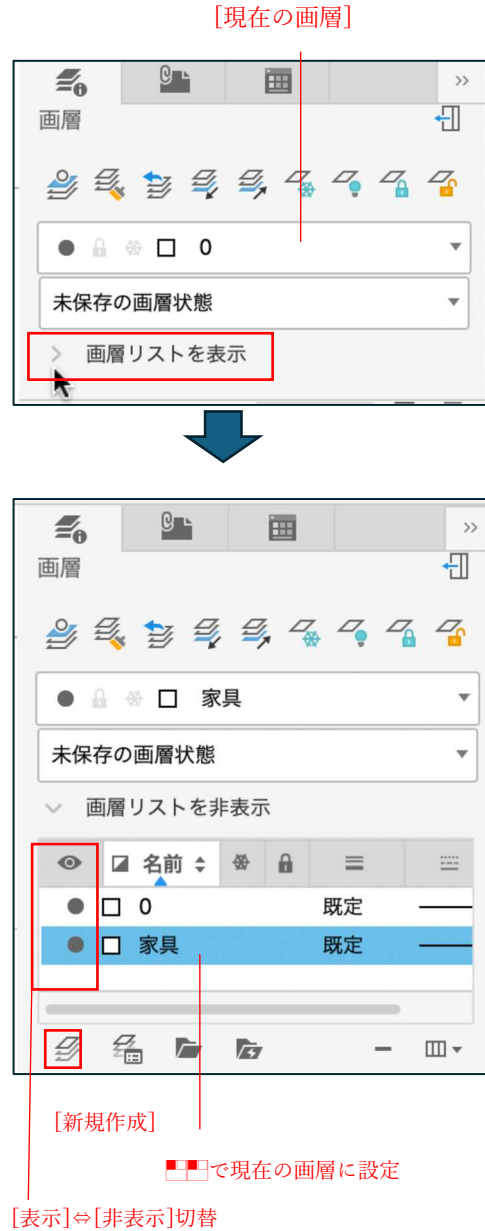 [現在の画層]
画層
0
未保存の画層状態
画層リストを表示
画層
家具
未保存の画層状態
画層リストを非表示
名前
0 既定
家具 既定
[新規作成]
で現在の画層に設定
[表示]⇔[非表示]切替